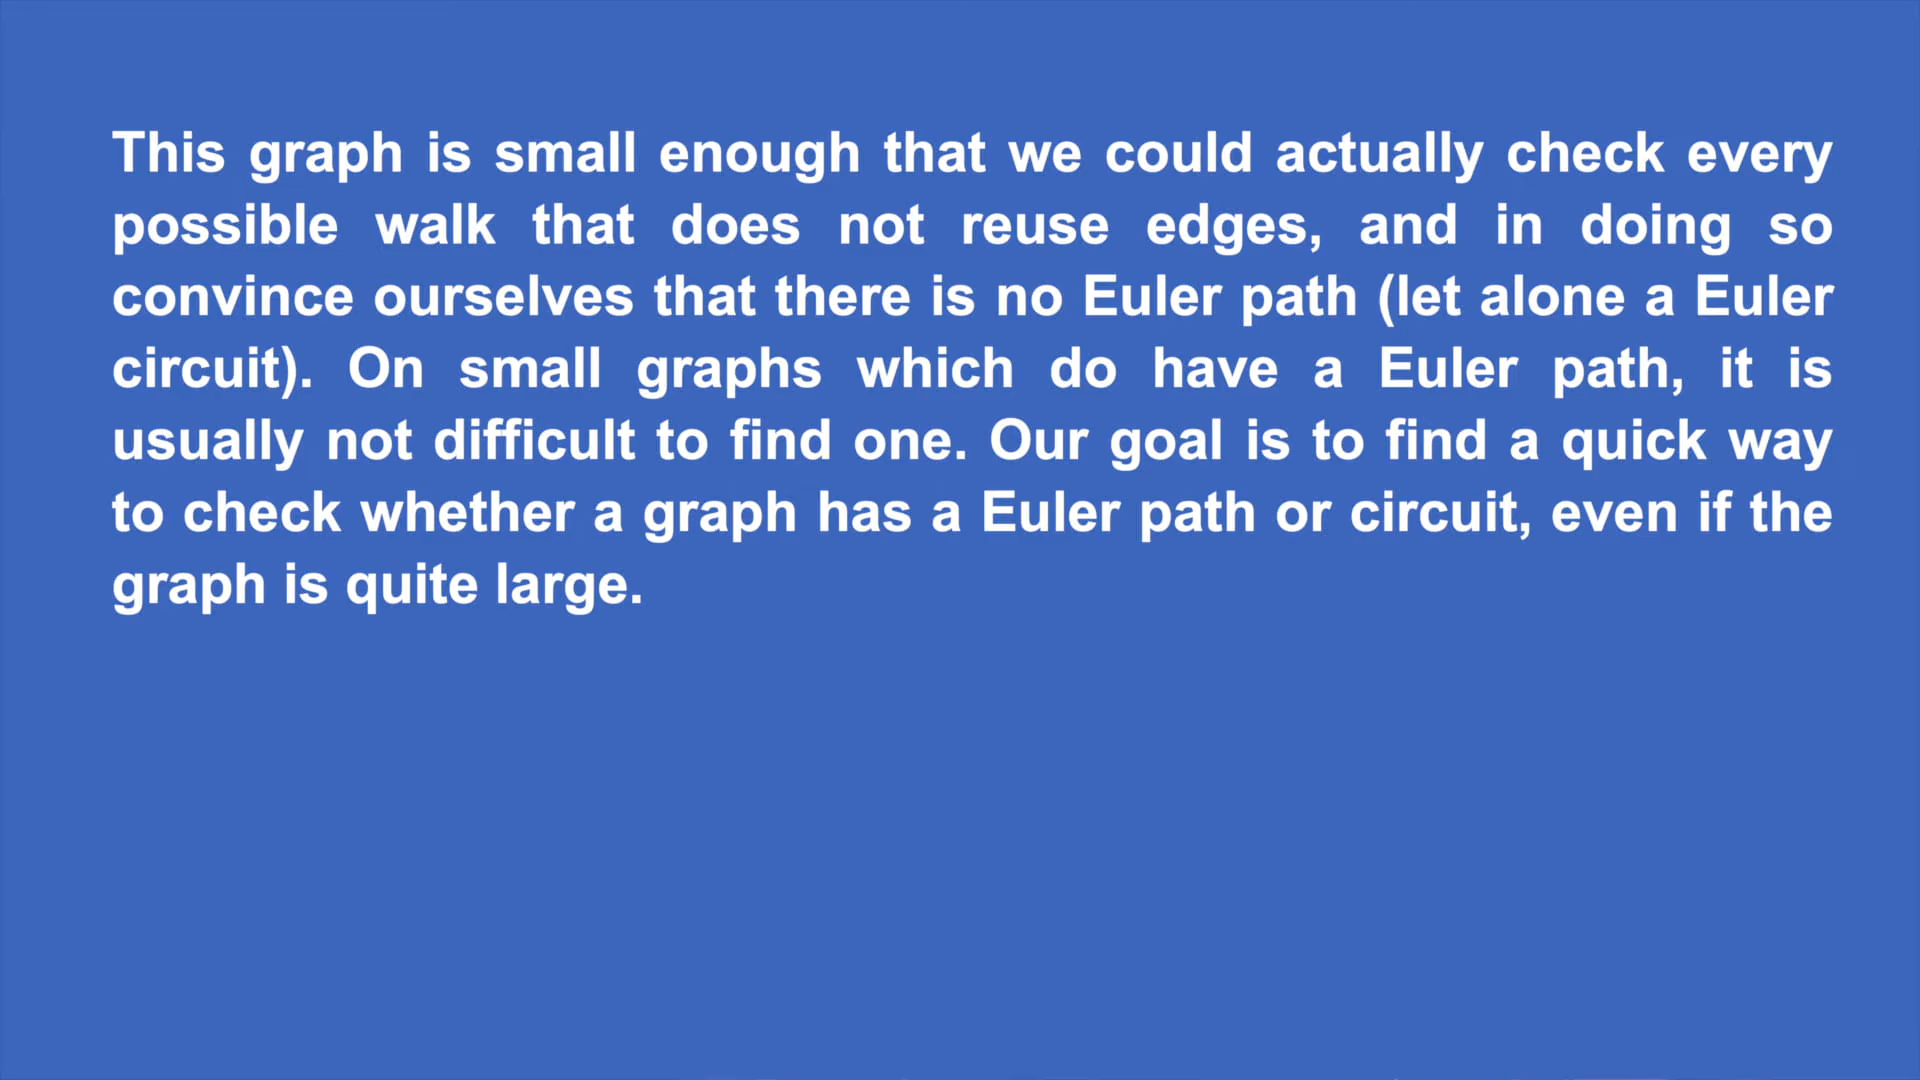 This graph is small enough that we could actually check every
possible walk that does not reuse edges, and in doing so
convince ourselves that there is no Euler path (let alone a Euler
circuit). On small graphs which do have a Euler path, it is
usually not difficult to find one. Our goal is to find a quick way
to check whether a graph has a Euler path or circuit, even if the
graph is quite large.